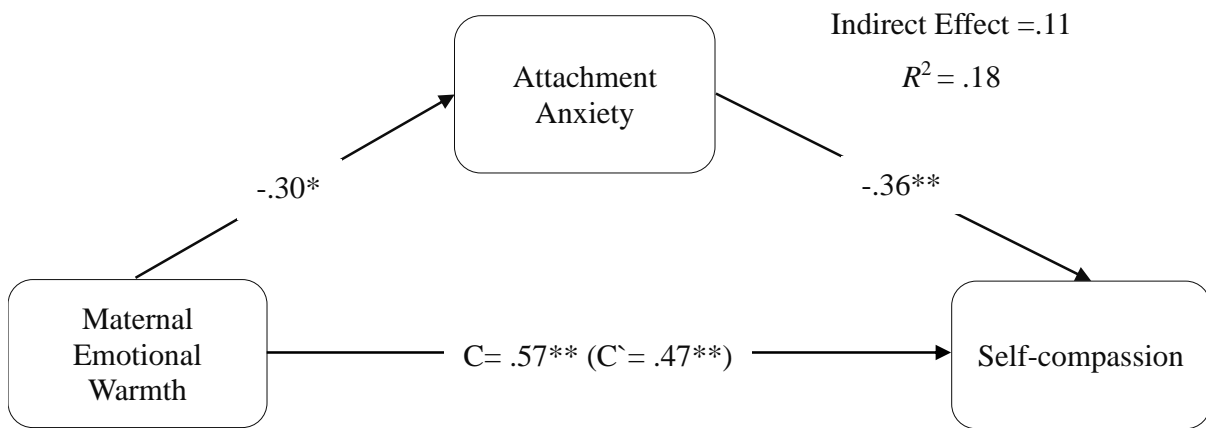 Indirect Effect =.11
R² = .18
Attachment
Anxiety
-.30*
-.36**
Maternal
Emotional
Warmth
C= .57** (C`= .47**)
Self-compassion